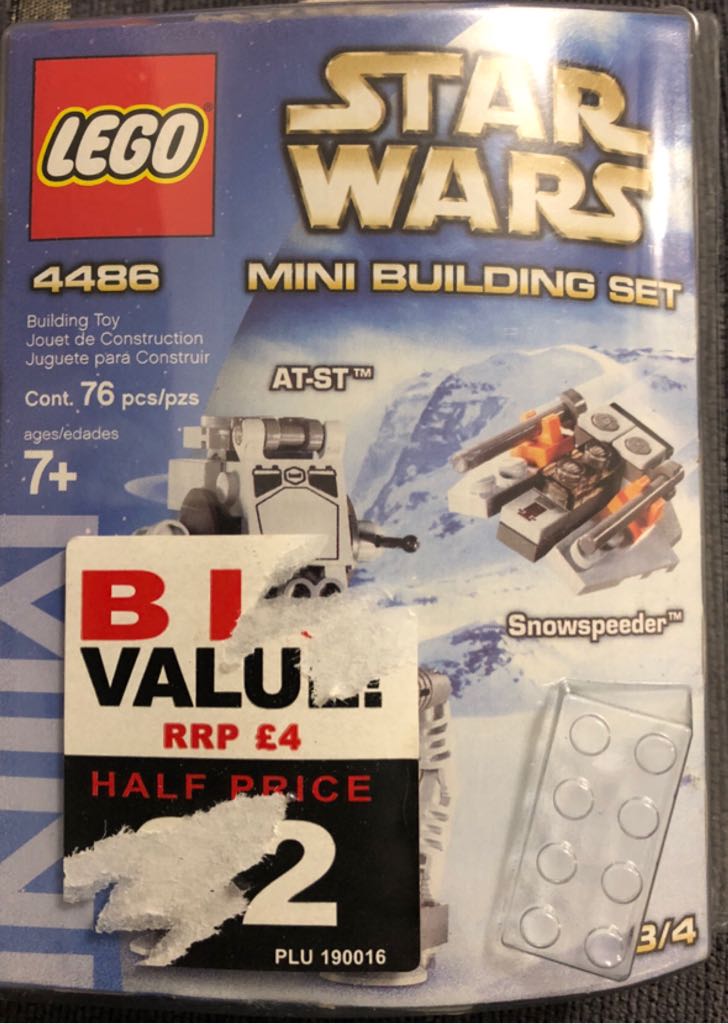 LEGO
STAR
WARS
4486
MINI BUILDING SET
Building Toy
Jouet de Construction
Juguete para Construir
Cont. 76 pcs/pzs
ages/edades
7+
AT-ST™
Snowspeeder™
MINI
B
VALU
RRP £4
HALF PRICE
2
PLU 190016
3/4